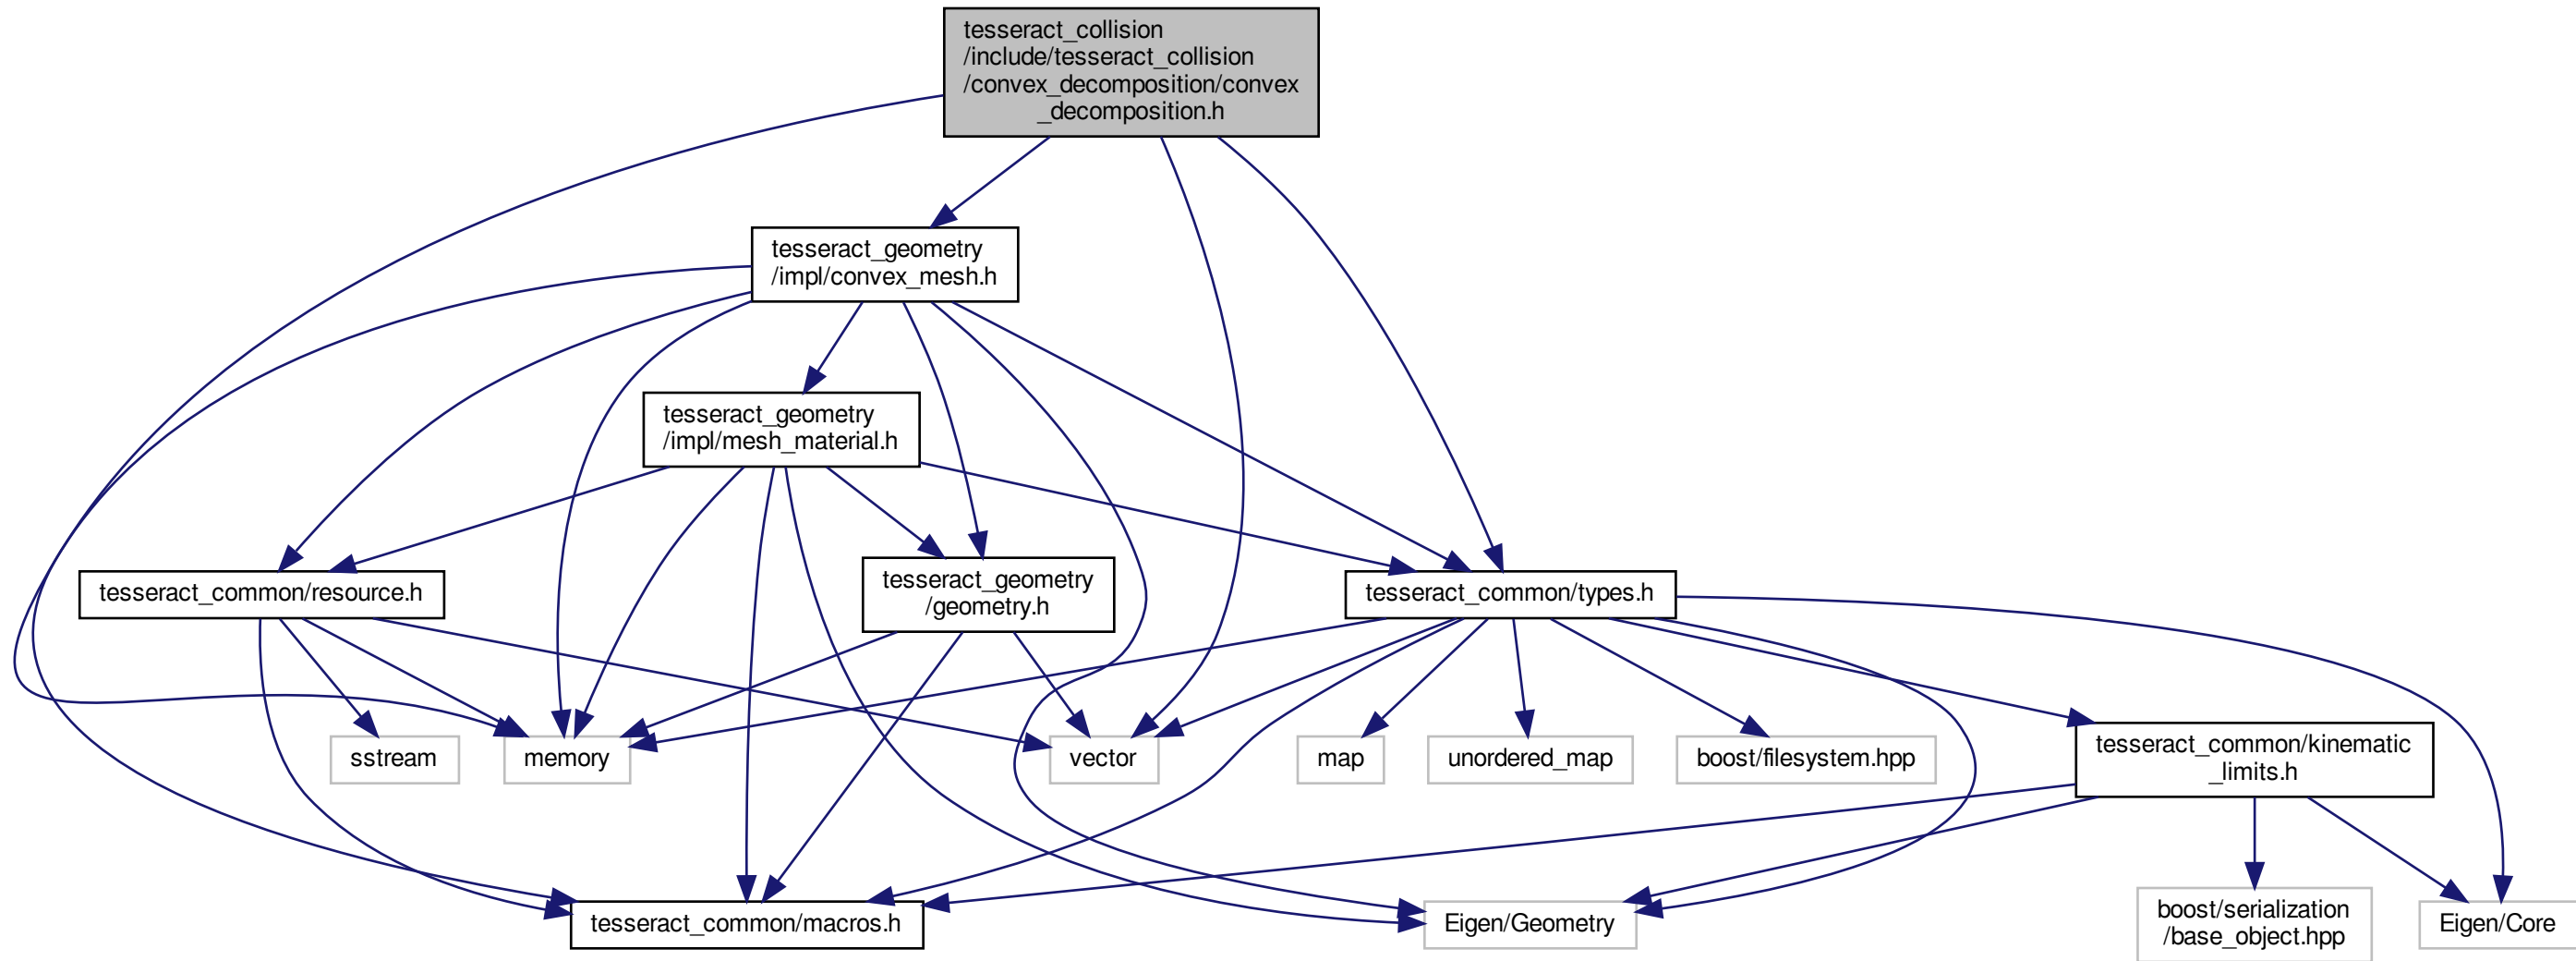 tesseract_collision
/include/tesseract_collision
/convex_decomposition/convex
_decomposition.h
tesseract_geometry
/impl/convex_mesh.h
tesseract_geometry
/impl/mesh_material.h
tesseract_common/resource.h
tesseract_geometry
/geometry.h
tesseract_common/types.h
sstream
memory
vector
map
unordered_map
boost/filesystem.hpp
tesseract_common/kinematic
_limits.h
tesseract_common/macros.h
Eigen/Geometry
boost/serialization
/base_object.hpp
Eigen/Core